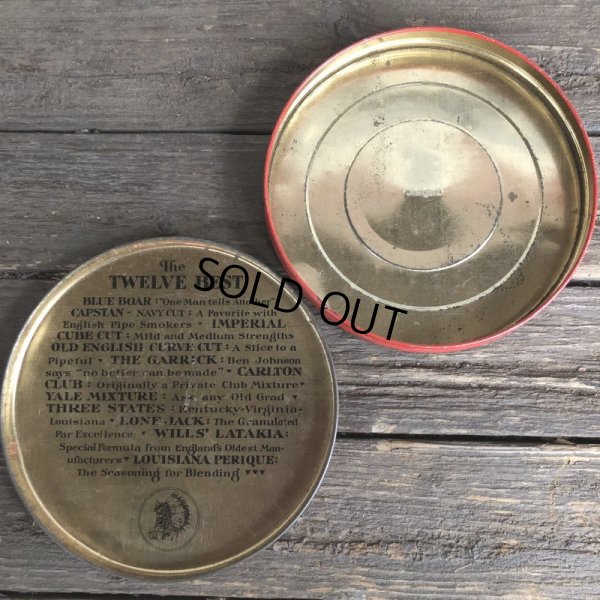 The
TWELVE BEST
BLUE BOAR: "One Man tells Another"
CAPSTAN - NAVY CUT: A Favorite with
English Pipe Smokers • IMPERIAL
CUBE CUT: Mild and Medium Strengths
OLD ENGLISH CURVE CUT: A Slice to a
Pipeful • THE GARRICK: Ben Johnson
says "no better can be made" • CARLTON
CLUB: Originally a Private Club Mixture •
YALE MIXTURE: Ask any Old Grad •
THREE STATES: Kentucky-Virginia-
Louisiana • LONE JACK: The Granulated
Par Excellence • WILLS' LATAKIA:
Special Formula from England's Oldest Man-
ufacturers • LOUISIANA PERIQUE:
The Seasoning for Blending ♥♥♥
SOLD OUT